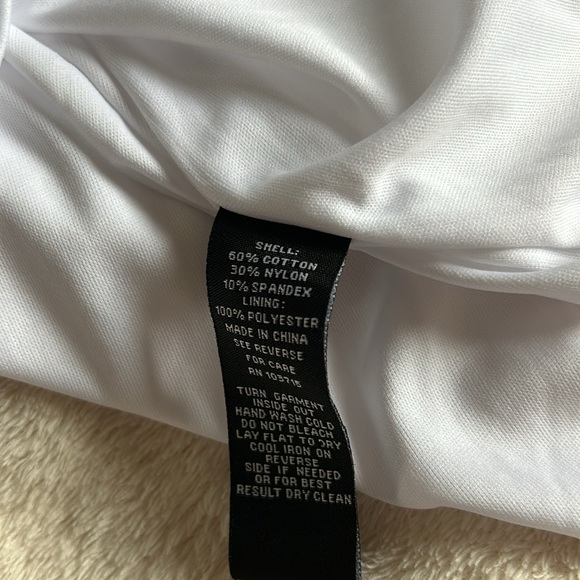 SHELL:
60% COTTON
30% NYLON
10% SPANDEX
LINING:
100% POLYESTER
MADE IN CHINA
SEE REVERSE
FOR CARE
RN 103715
TURN GARMENT
INSIDE OUT
HAND WASH COLD
DO NOT BLEACH
LAY FLAT TO DRY
COOL IRON ON
REVERSE
SIDE IF NEEDED
OR FOR BEST
RESULT DRY CLEAN